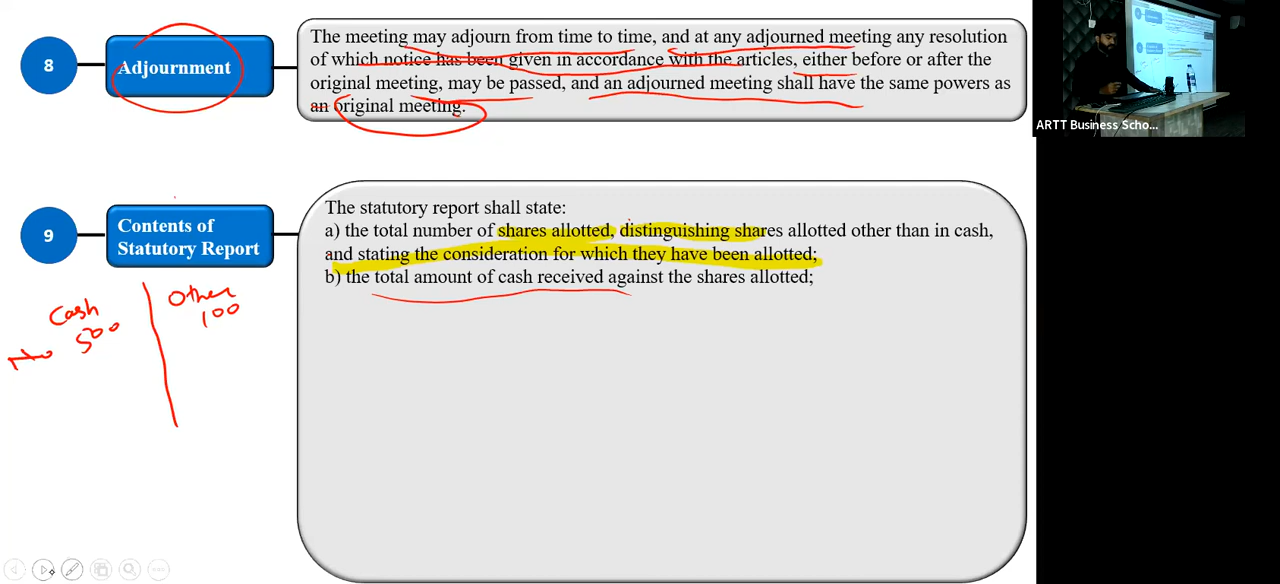 8
Adjournment
The meeting may adjourn from time to time, and at any adjourned meeting any resolution
of which notice has been given in accordance with the articles, either before or after the
original meeting, may be passed, and an adjourned meeting shall have the same powers as
an original meeting.
ARTT Business Scho...
9
Contents of
Statutory Report
The statutory report shall state:
a) the total number of shares allotted, distinguishing shares allotted other than in cash,
and stating the consideration for which they have been allotted;
b) the total amount of cash received against the shares allotted;
Cash
Other
No 500
100